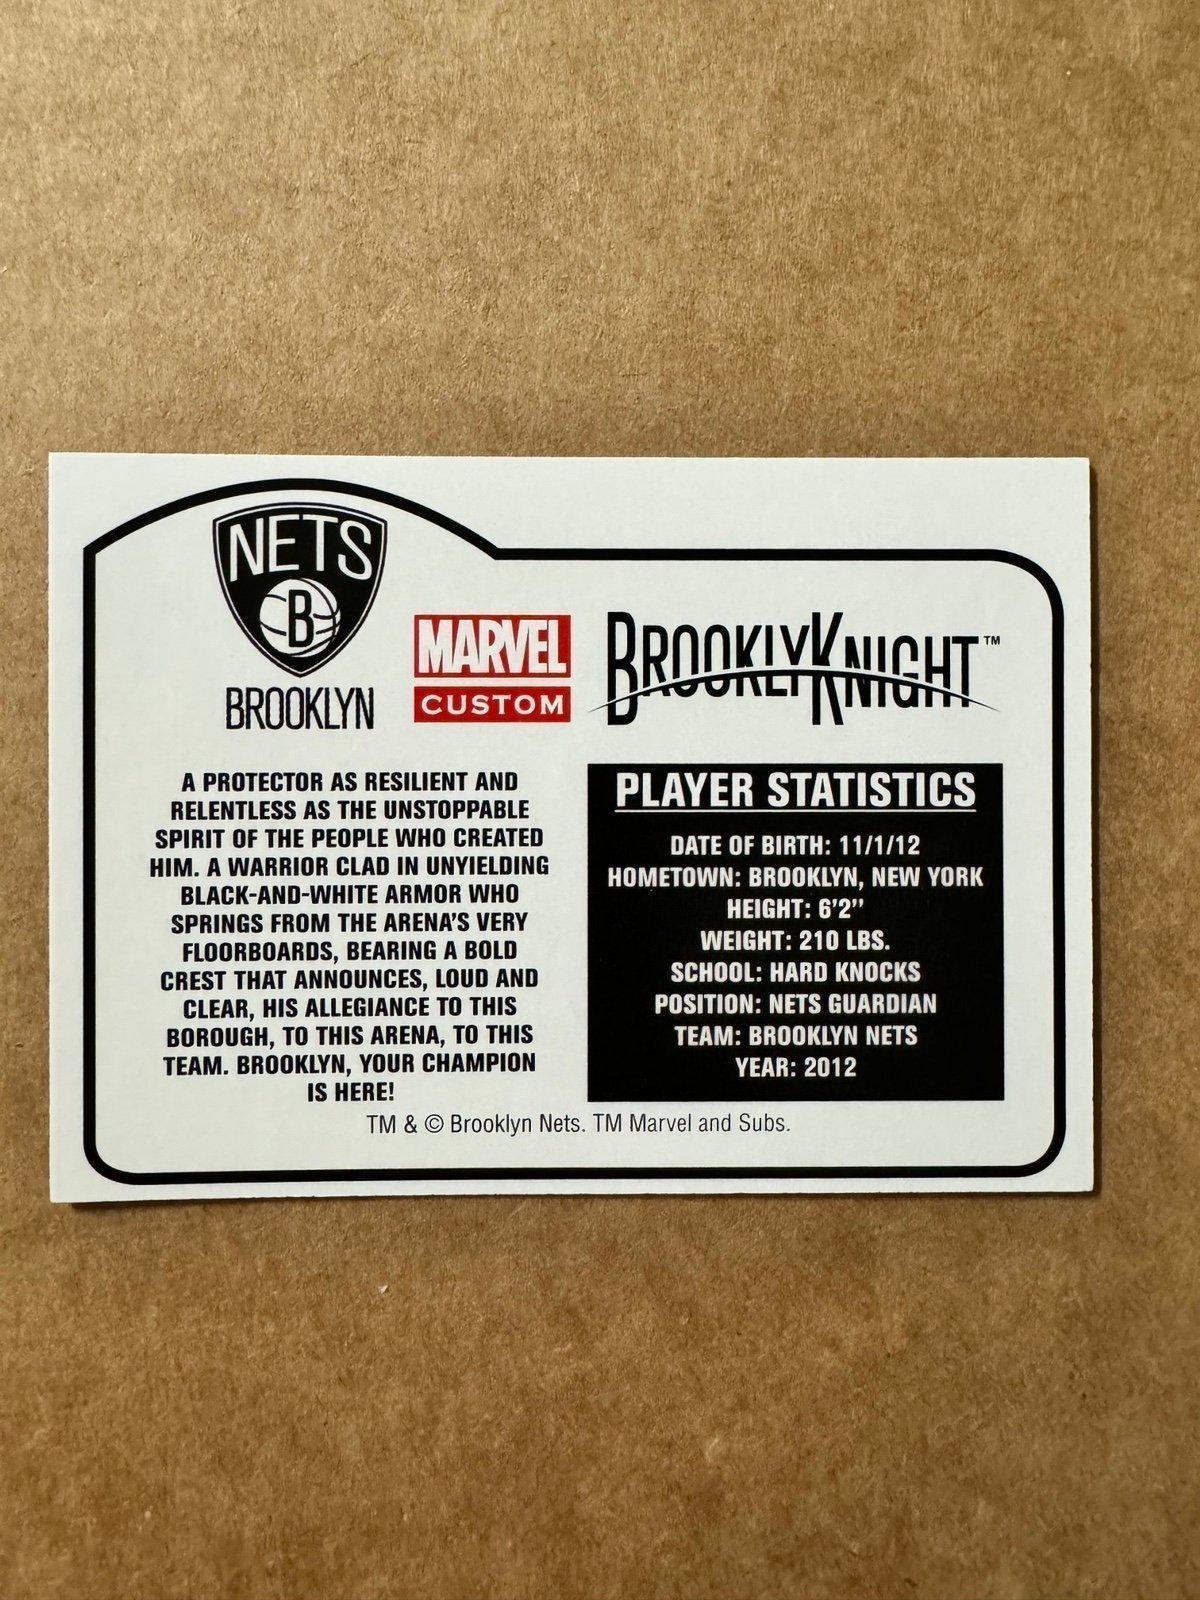 NETS
B
BROOKLYN
MARVEL
CUSTOM
BROOKLYKNIGHT™
A PROTECTOR AS RESILIENT AND
RELENTLESS AS THE UNSTOPPABLE
SPIRIT OF THE PEOPLE WHO CREATED
HIM. A WARRIOR CLAD IN UNYIELDING
BLACK-AND-WHITE ARMOR WHO
SPRINGS FROM THE ARENA'S VERY
FLOORBOARDS, BEARING A BOLD
CREST THAT ANNOUNCES, LOUD AND
CLEAR, HIS ALLEGIANCE TO THIS
BOROUGH, TO THIS ARENA, TO THIS
TEAM. BROOKLYN, YOUR CHAMPION
IS HERE!
PLAYER STATISTICS
DATE OF BIRTH: 11/1/12
HOMETOWN: BROOKLYN, NEW YORK
HEIGHT: 6'2''
WEIGHT: 210 LBS.
SCHOOL: HARD KNOCKS
POSITION: NETS GUARDIAN
TEAM: BROOKLYN NETS
YEAR: 2012
TM & © Brooklyn Nets. TM Marvel and Subs.